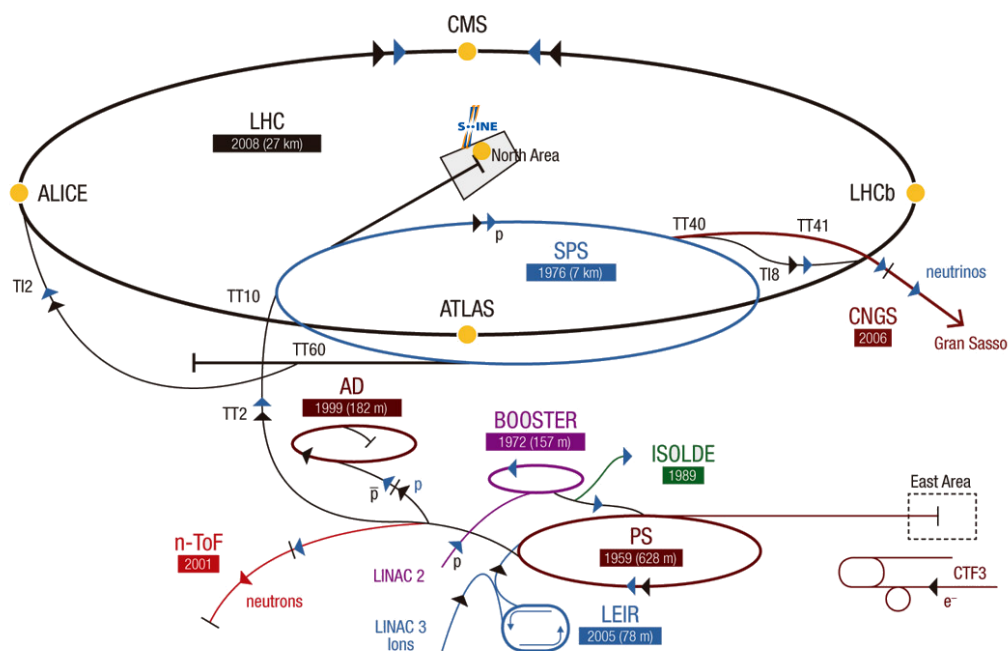 CMS
LHC
2008 (27 km)
S••INE
North Area
ALICE
LHCb
TT40
TT41
p
SPS
1976 (7 km)
TI8
neutrinos
TI2
TT10
ATLAS
CNGS
2006
Gran Sasso
TT60
AD
1999 (182 m)
TT2
BOOSTER
1972 (157 m)
ISOLDE
1989
East Area
p̅
p
PS
1959 (628 m)
n-ToF
2001
LINAC 2
p
neutrons
CTF3
e⁻
LINAC 3
Ions
LEIR
2005 (78 m)